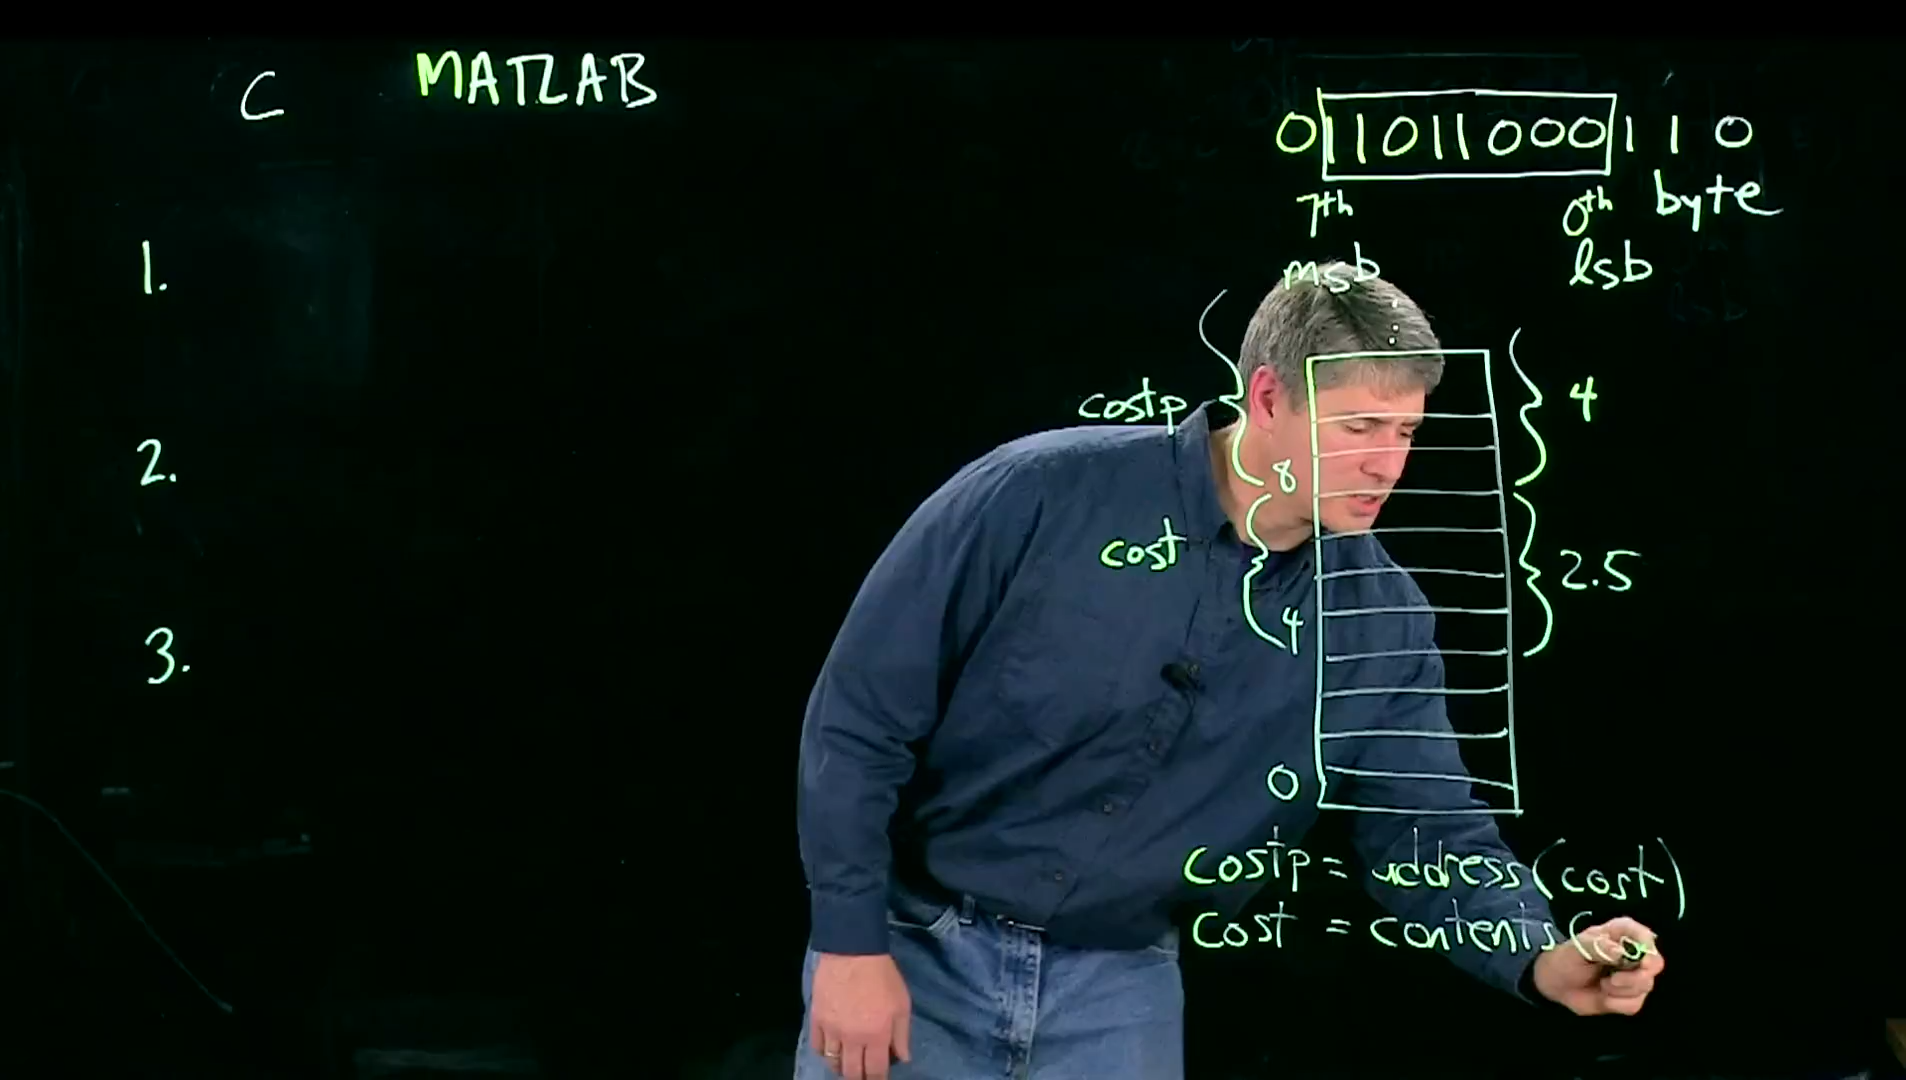 C MATLAB
1.
2.
3.
0 11011000 1 1 0
7th 0th byte
msb lsb
costp 8 4
cost 4 2.5
0
costp = address(cost)
cost = contents(